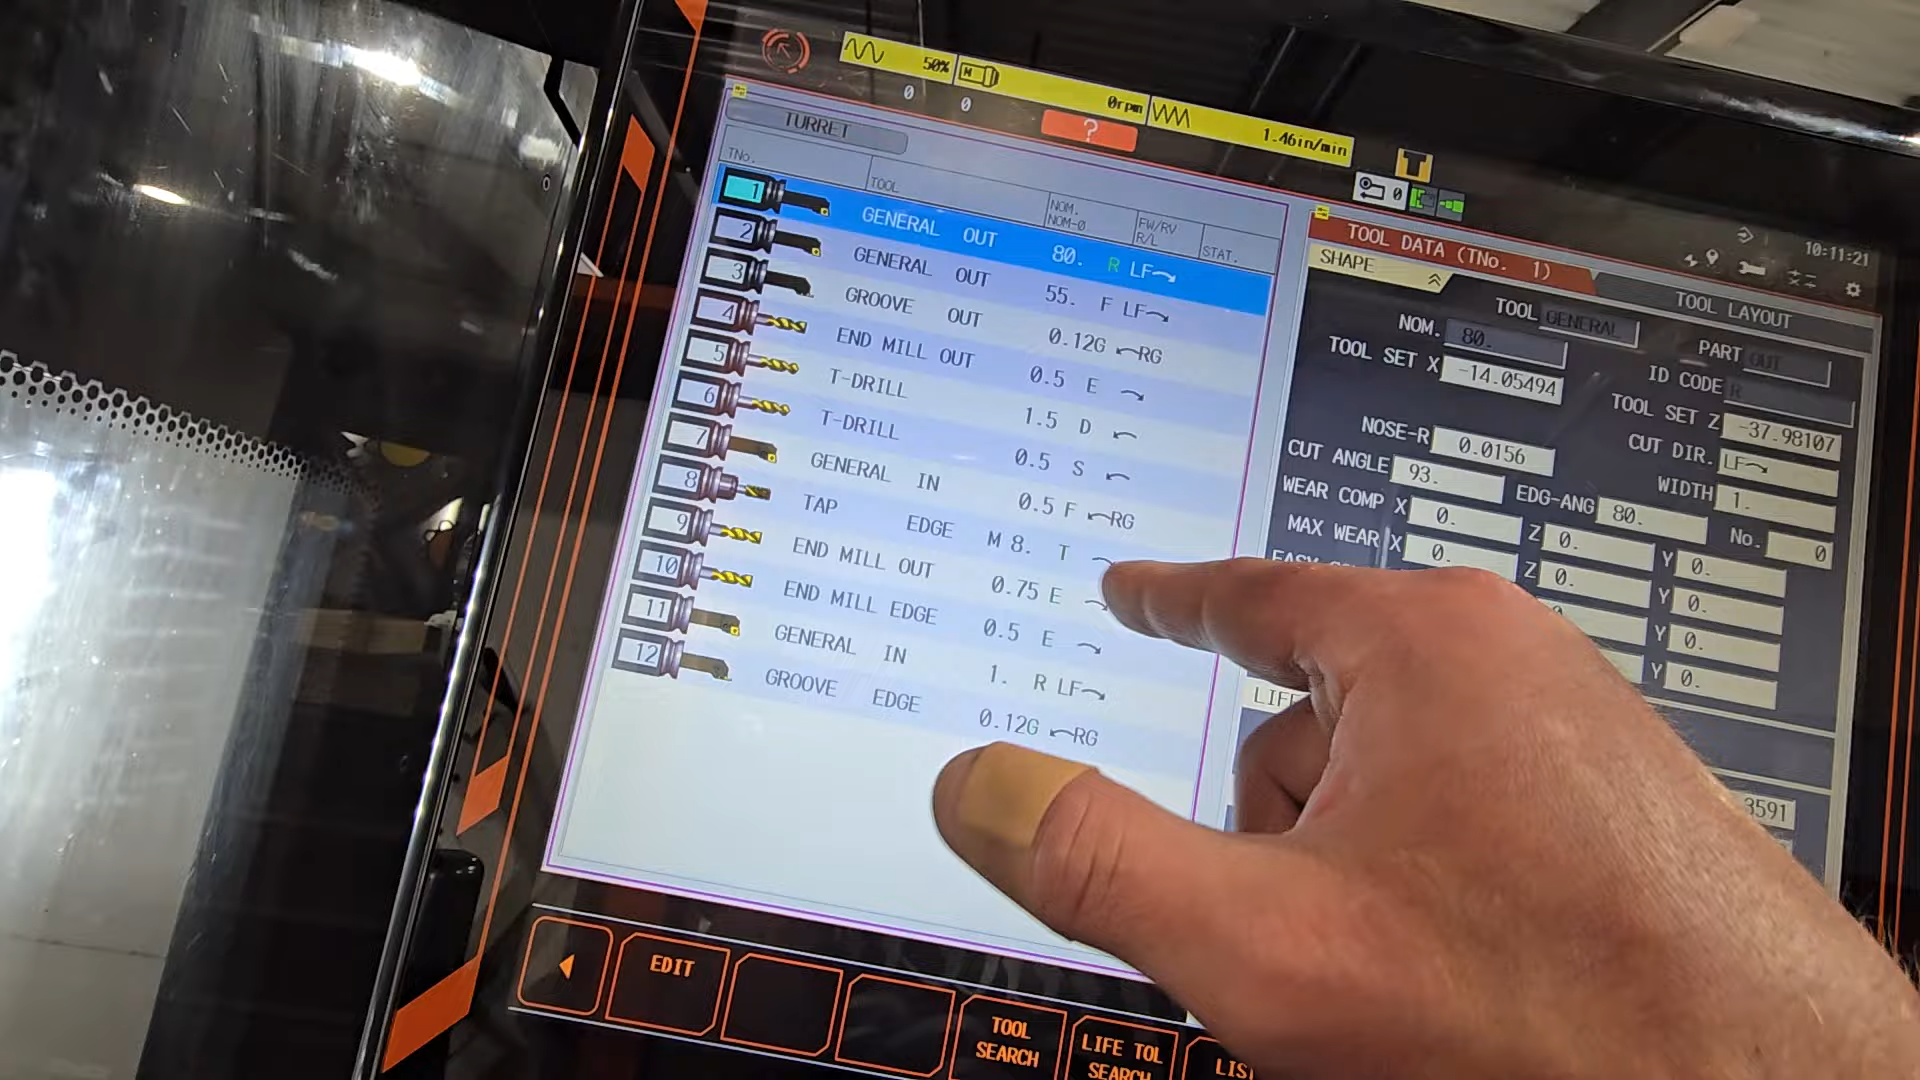 50%
0rpm
1.46in/min
0 0
?
0
10:11:21
TURRET
TNo. TOOL NOM. NOM-Ø FW/RV R/L STAT.
1 GENERAL OUT 80. R LF
2 GENERAL OUT 55. F LF
3 GROOVE OUT 0.12G RG
4 END MILL OUT 0.5 E
5 T-DRILL 1.5 D
6 T-DRILL 0.5 S
7 GENERAL IN 0.5 F RG
8 TAP EDGE M 8. T
9 END MILL OUT 0.75 E
10 END MILL EDGE 0.5 E
11 GENERAL IN 1. R LF
12 GROOVE EDGE 0.12G RG
TOOL DATA (TNo. 1)
TOOL LAYOUT
SHAPE
TOOL GENERAL
PART OUT
NOM. 80.
ID CODE R
TOOL SET X -14.05494
TOOL SET Z -37.98107
NOSE-R 0.0156
CUT DIR. LF
CUT ANGLE 93.
EDG-ANG 80.
WIDTH 1.
No. 0
WEAR COMP X 0. Z 0. Y 0.
MAX WEAR X 0. Z 0. Y 0.
Y 0.
Y 0.
3591
EDIT
TOOL SEARCH
LIFE TOL SEARCH